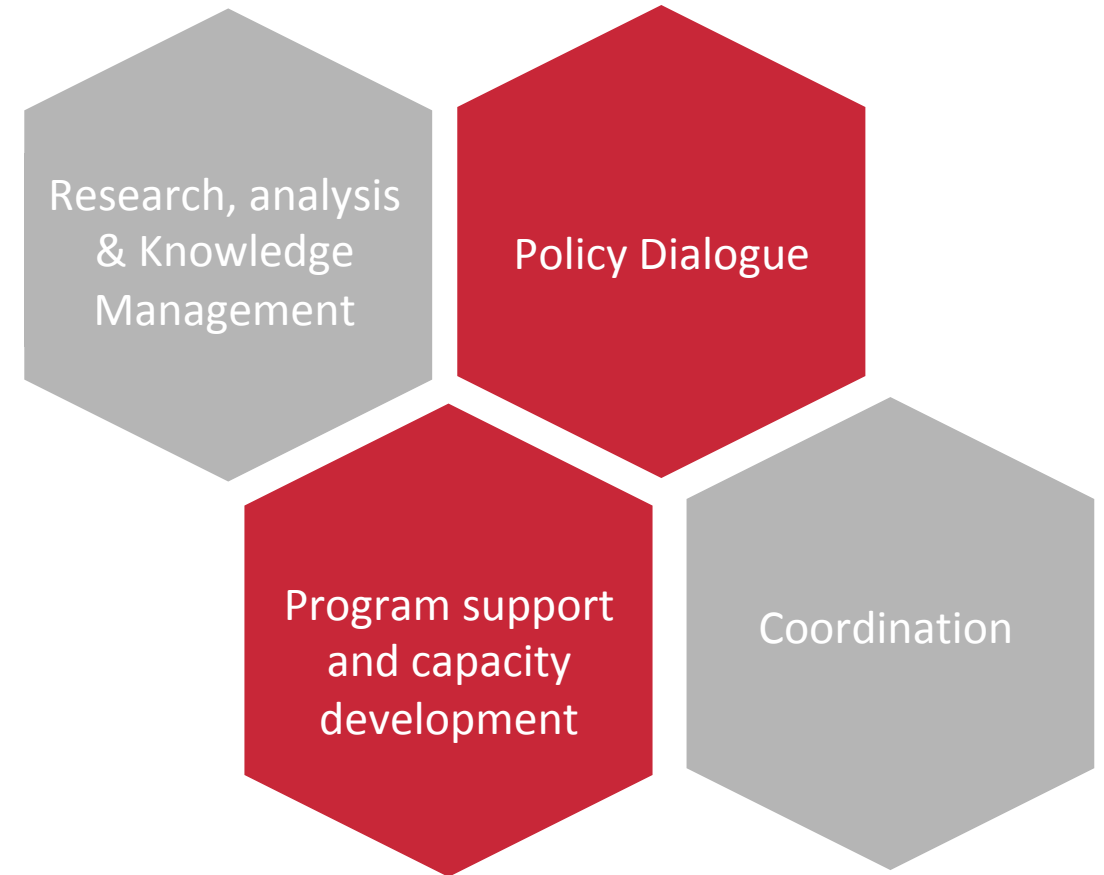 Research, analysis
& Knowledge
Management
Policy Dialogue
Program support
and capacity
development
Coordination